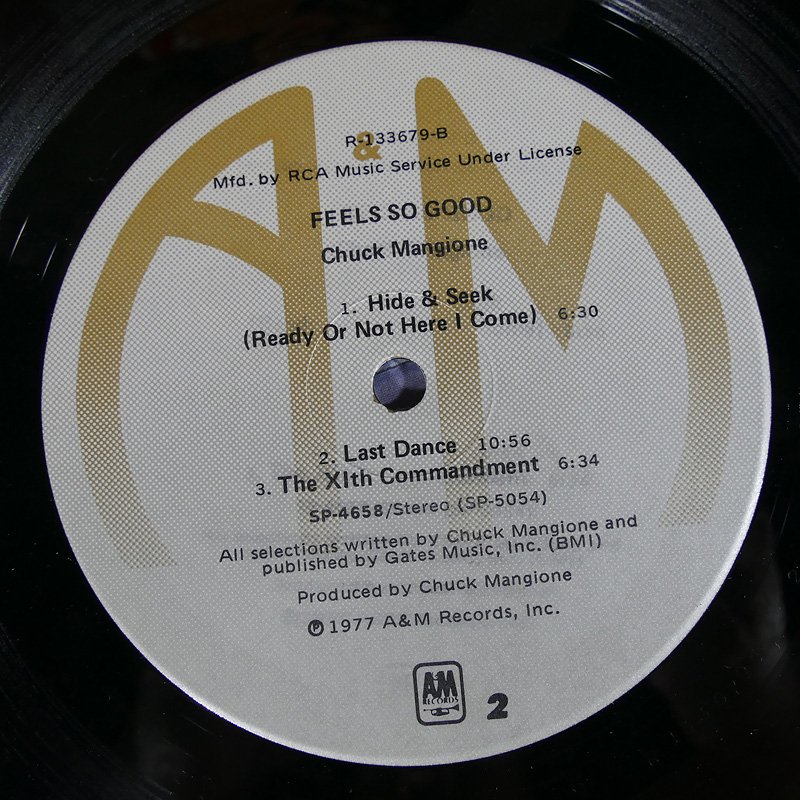 A & M
R-133679-B
Mfd. by RCA Music Service Under License
FEELS SO GOOD
Chuck Mangione
1. Hide & Seek
(Ready Or Not Here I Come) 6:30
2. Last Dance 10:56
3. The XIth Commandment 6:34
SP-4658/Stereo (SP-5054)
All selections written by Chuck Mangione and
published by Gates Music, Inc. (BMI)
Produced by Chuck Mangione
℗ 1977 A&M Records, Inc.
A&M
RECORDS
2